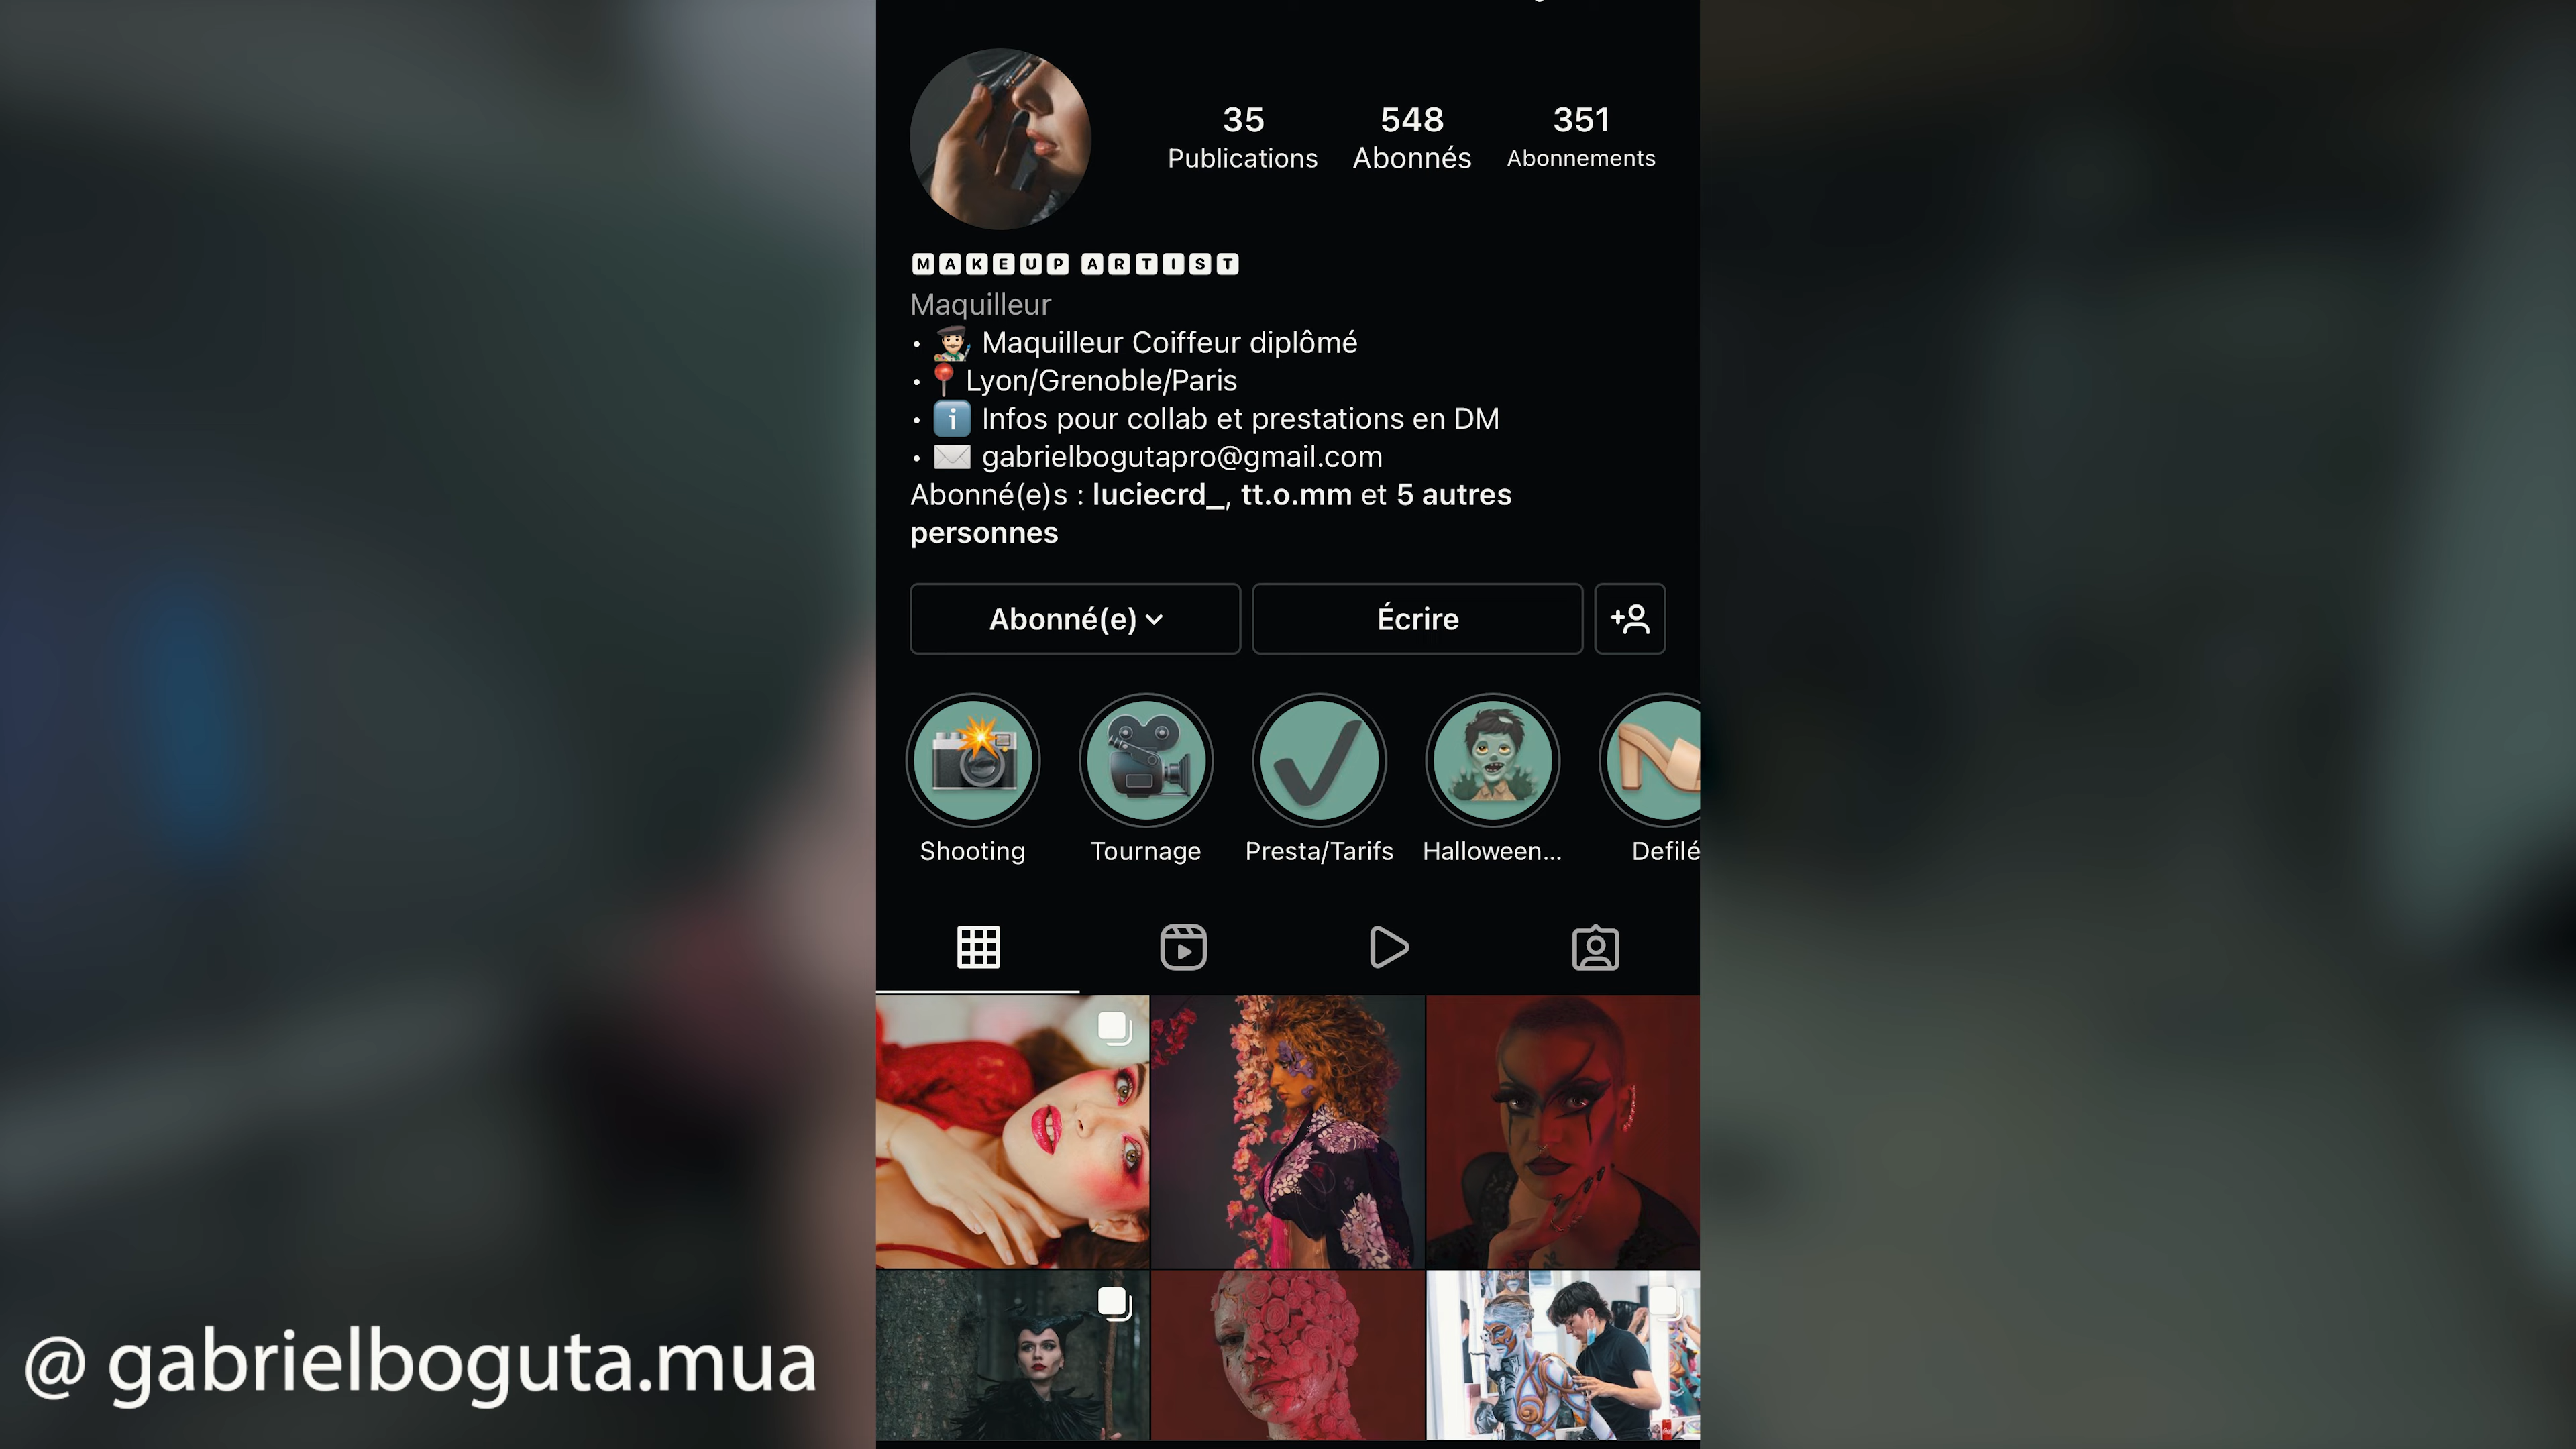 35 548 351
Publications Abonnés Abonnements
MAKEUP ARTIST
Maquilleur
• Maquilleur Coiffeur diplômé
• Lyon/Grenoble/Paris
• i Infos pour collab et prestations en DM
• gabrielbogutapro@gmail.com
Abonné(e)s : luciecrd_, tt.o.mm et 5 autres
personnes
Abonné(e) Écrire
Shooting Tournage Presta/Tarifs Halloween... Defilé
@ gabrielboguta.mua